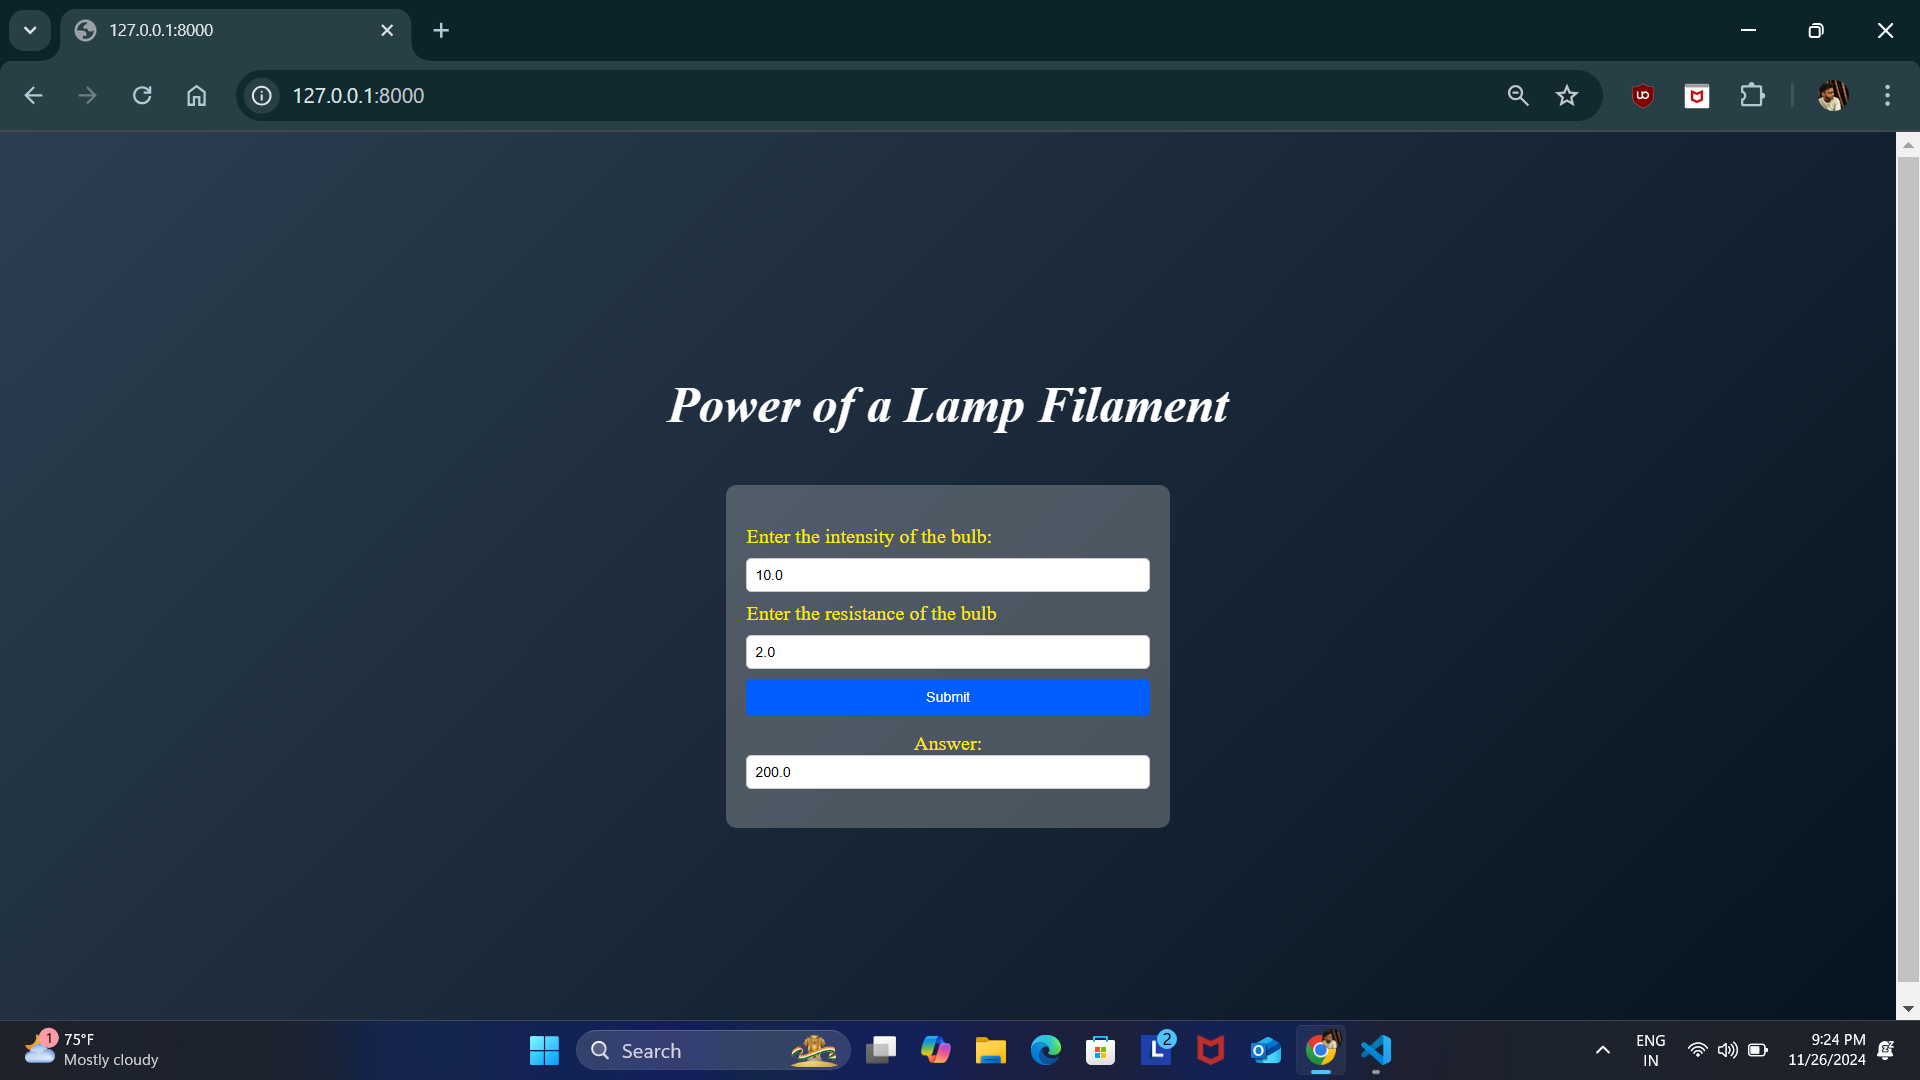 127.0.0.1:8000
127.0.0.1:8000
Power of a Lamp Filament
Enter the intensity of the bulb:
10.0
Enter the resistance of the bulb
2.0
Submit
Answer:
200.0
1
75°F
Mostly cloudy
Search
L
2
ENG
IN
9:24 PM
11/26/2024